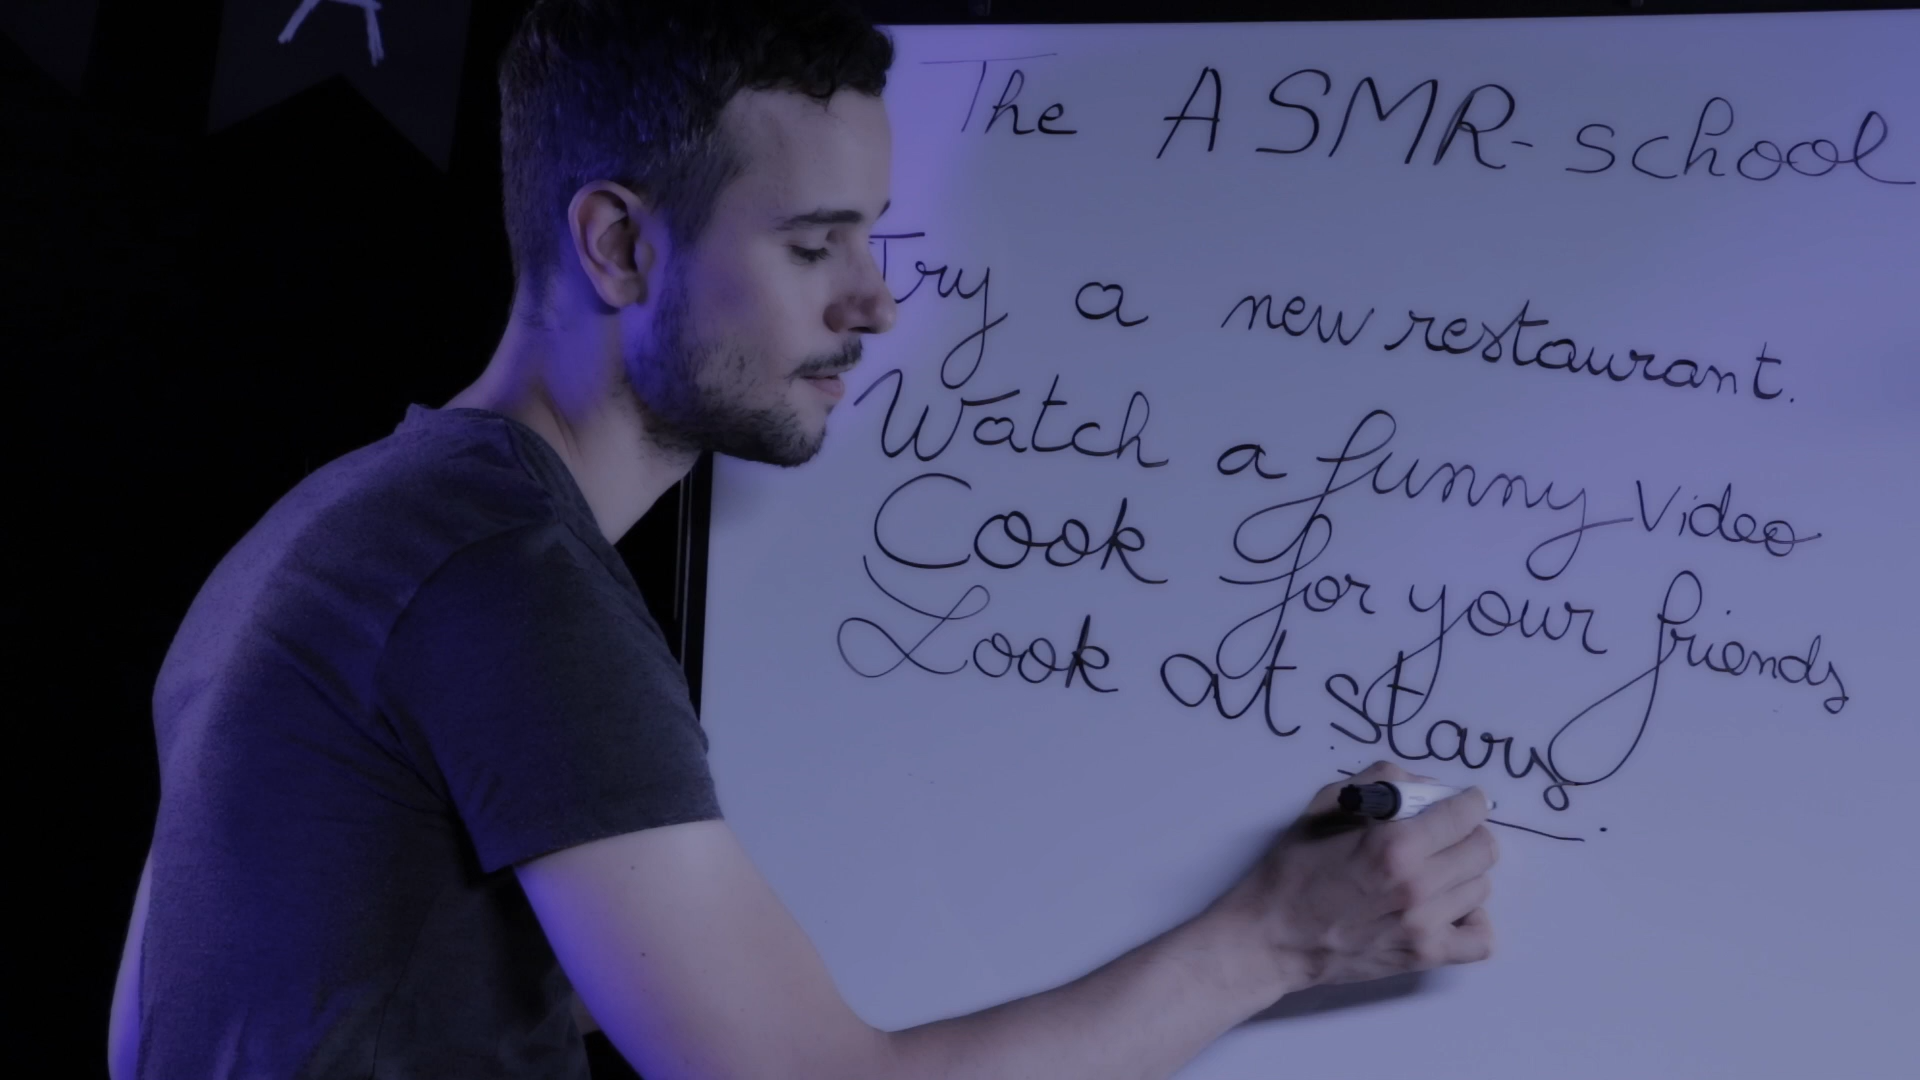 A
The ASMR-school
Try a new restaurant.
Watch a funny video
Cook for your friends
Look at stars